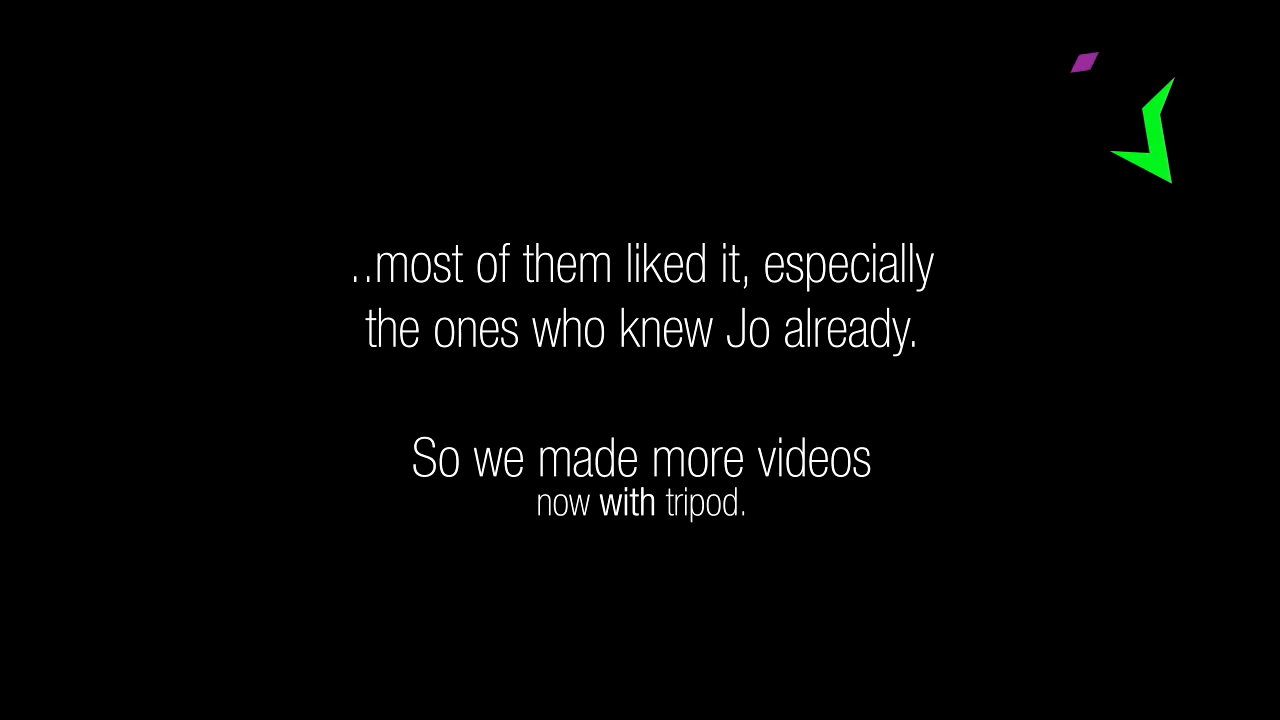 ..most of them liked it, especially
the ones who knew Jo already.
So we made more videos
now with tripod.